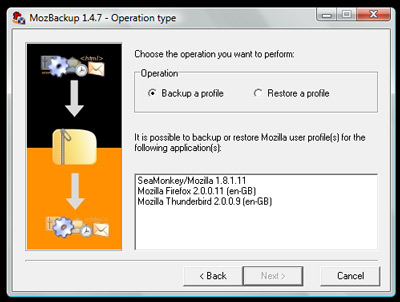 MozBackup 1.4.7 - Operation type
<html>
Choose the operation you want to perform:
Operation
Backup a profile
Restore a profile
It is possible to backup or restore Mozilla user profile(s) for the
following application(s):
SeaMonkey/Mozilla 1.8.1.11
Mozilla Firefox 2.0.0.11 (en-GB)
Mozilla Thunderbird 2.0.0.9 (en-GB)
< Back
Next >
Cancel